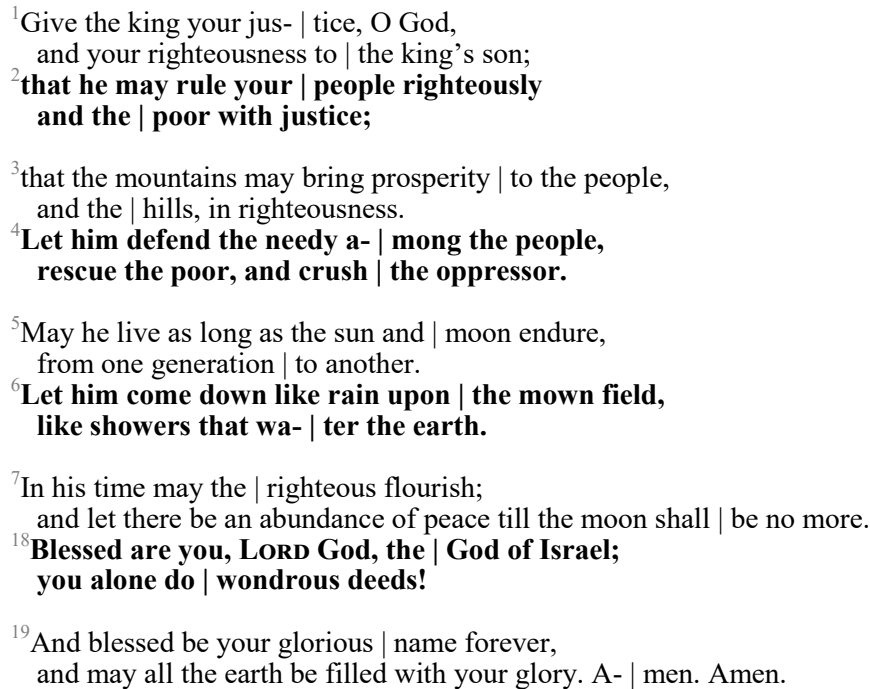 1Give the king your jus- | tice, O God,
and your righteousness to | the king’s son;
2that he may rule your | people righteously
and the | poor with justice;
3that the mountains may bring prosperity | to the people,
and the | hills, in righteousness.
4Let him defend the needy a- | mong the people,
rescue the poor, and crush | the oppressor.
5May he live as long as the sun and | moon endure,
from one generation | to another.
6Let him come down like rain upon | the mown field,
like showers that wa- | ter the earth.
7In his time may the | righteous flourish;
and let there be an abundance of peace till the moon shall | be no more.
18Blessed are you, LORD God, the | God of Israel;
you alone do | wondrous deeds!
19And blessed be your glorious | name forever,
and may all the earth be filled with your glory. A- | men. Amen.